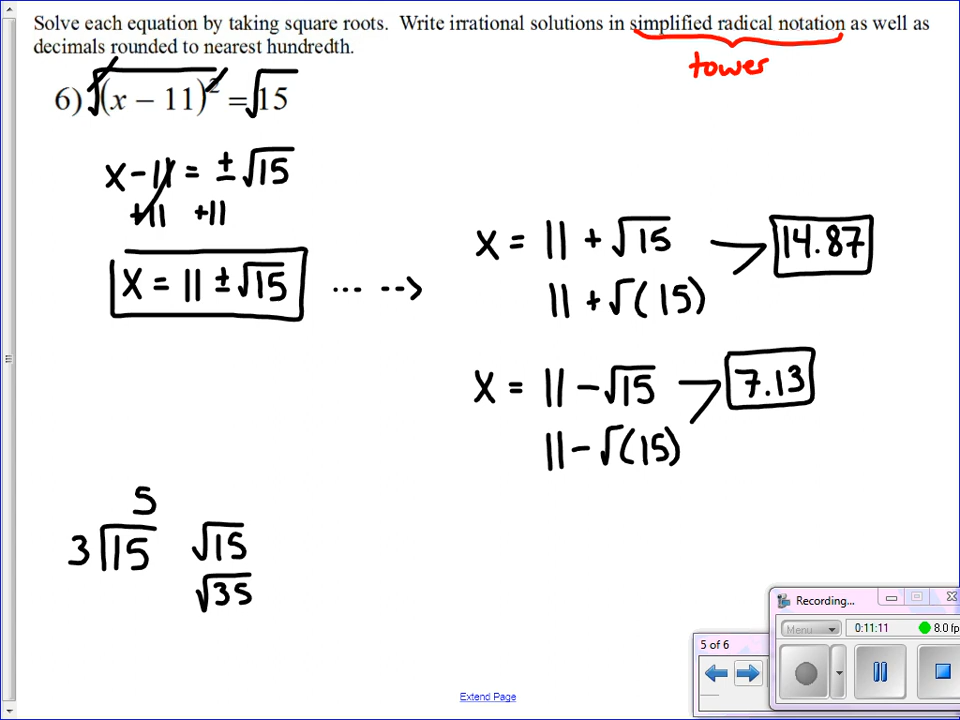 Solve each equation by taking square roots. Write irrational solutions in simplified radical notation as well as
decimals rounded to nearest hundredth.
tower
6) √(x − 11)² = √15
x − 11 = ± √15
+11 +11
x = 11 ± √15 ... -->
x = 11 + √15
11 + √(15)
14.87
x = 11 − √15
11 − √(15)
7.13
5
3 √15 √15
√35
Recording...
Menu 0:11:11 8.0 fp
5 of 6
Extend Page